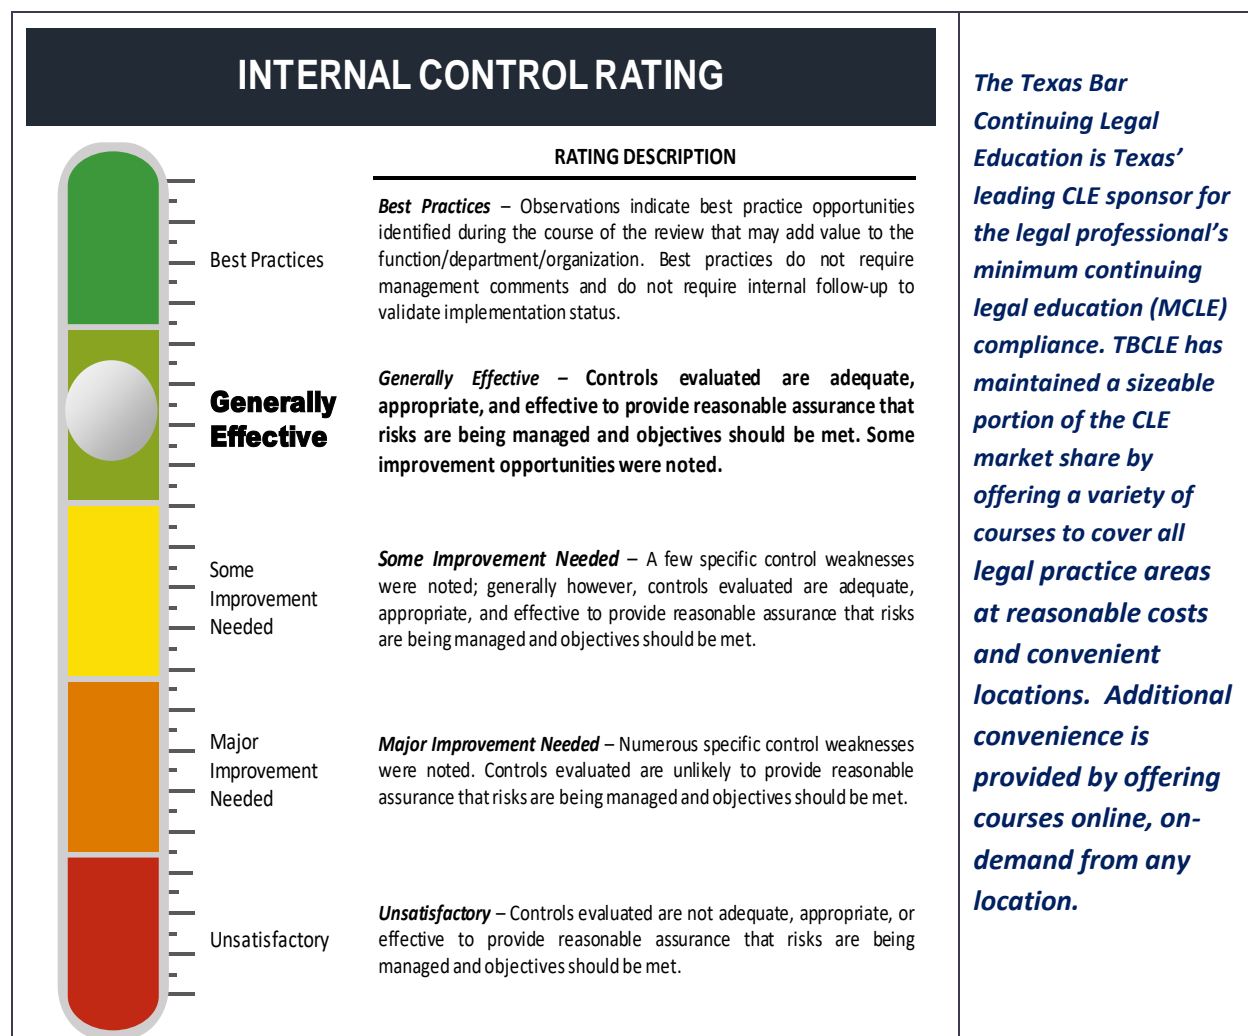 INTERNAL CONTROL RATING
RATING DESCRIPTION
Best Practices
Best Practices – Observations indicate best practice opportunities
identified during the course of the review that may add value to the
function/department/organization. Best practices do not require
management comments and do not require internal follow-up to
validate implementation status.
Generally
Effective
Generally Effective – Controls evaluated are adequate,
appropriate, and effective to provide reasonable assurance that
risks are being managed and objectives should be met. Some
improvement opportunities were noted.
Some
Improvement
Needed
Some Improvement Needed – A few specific control weaknesses
were noted; generally however, controls evaluated are adequate,
appropriate, and effective to provide reasonable assurance that risks
are being managed and objectives should be met.
Major
Improvement
Needed
Major Improvement Needed – Numerous specific control weaknesses
were noted. Controls evaluated are unlikely to provide reasonable
assurance that risks are being managed and objectives should be met.
Unsatisfactory
Unsatisfactory – Controls evaluated are not adequate, appropriate, or
effective to provide reasonable assurance that risks are being
managed and objectives should be met.
The Texas Bar
Continuing Legal
Education is Texas’
leading CLE sponsor for
the legal professional’s
minimum continuing
legal education (MCLE)
compliance. TBCLE has
maintained a sizeable
portion of the CLE
market share by
offering a variety of
courses to cover all
legal practice areas
at reasonable costs
and convenient
locations.  Additional
convenience is
provided by offering
courses online, on-
demand from any
location.